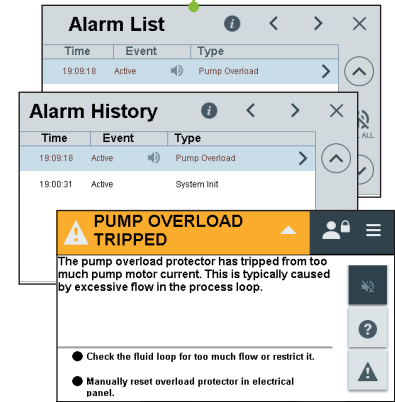 Alarm List
Time Event Type
19:09:18 Active Pump Overload
ALL
Alarm History
Time Event Type
19:09:18 Active Pump Overload
19:00:31 Active System Init
PUMP OVERLOAD
TRIPPED
The pump overload protector has tripped from too
much pump motor current. This is typically caused
by excessive flow in the process loop.
Check the fluid loop for too much flow or restrict it.
Manually reset overload protector in electrical
panel.